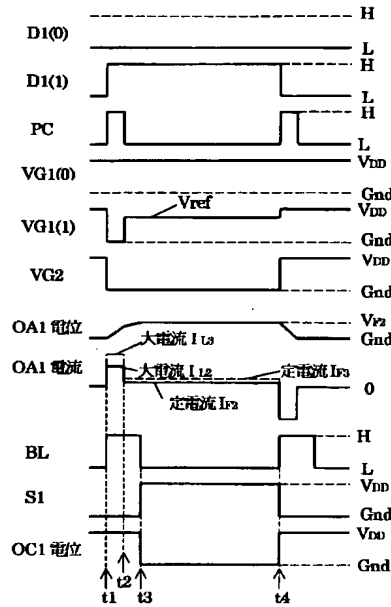 H
D1(0)
L
H
D1(1)
L
H
PC
L
VDD
VG1(0)
Gnd
Vref
VDD
VG1(1)
Gnd
VDD
VG2
Gnd
OA1 電位
VF2
Gnd
大電流 IL3
OA1 電流
大電流 IL2
定電流 IF3
0
定電流 IF2
H
BL
L
VDD
S1
Gnd
VDD
OC1 電位
Gnd
t1
t2
t3
t4